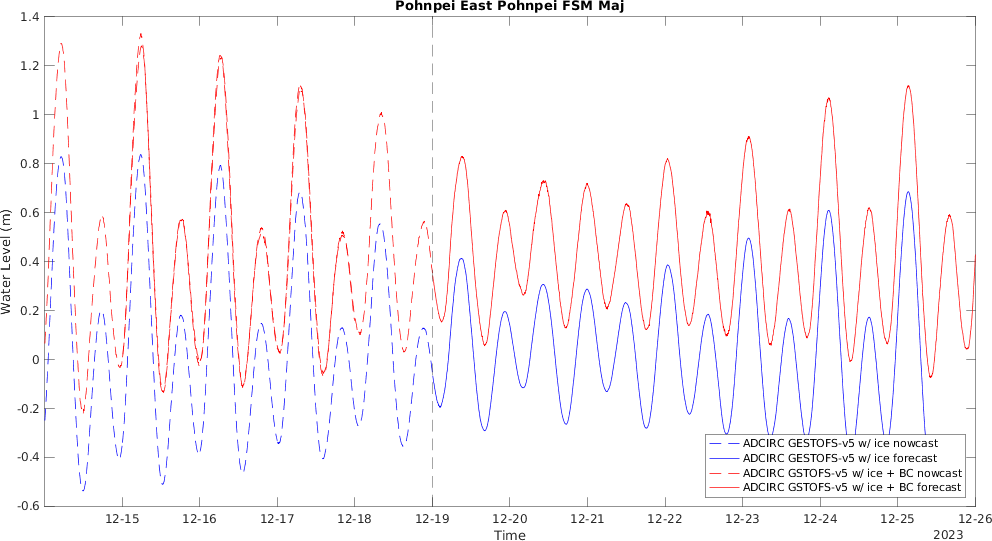 Pohnpei East Pohnpei FSM Maj
1.4
1.2
1
0.8
0.6
0.4
0.2
0
-0.2
-0.4
-0.6
Water Level (m)
ADCIRC GESTOFS-v5 w/ ice nowcast
ADCIRC GESTOFS-v5 w/ ice forecast
ADCIRC GSTOFS-v5 w/ ice + BC nowcast
ADCIRC GSTOFS-v5 w/ ice + BC forecast
12-15 12-16 12-17 12-18 12-19 12-20 12-21 12-22 12-23 12-24 12-25 12-26
Time
2023